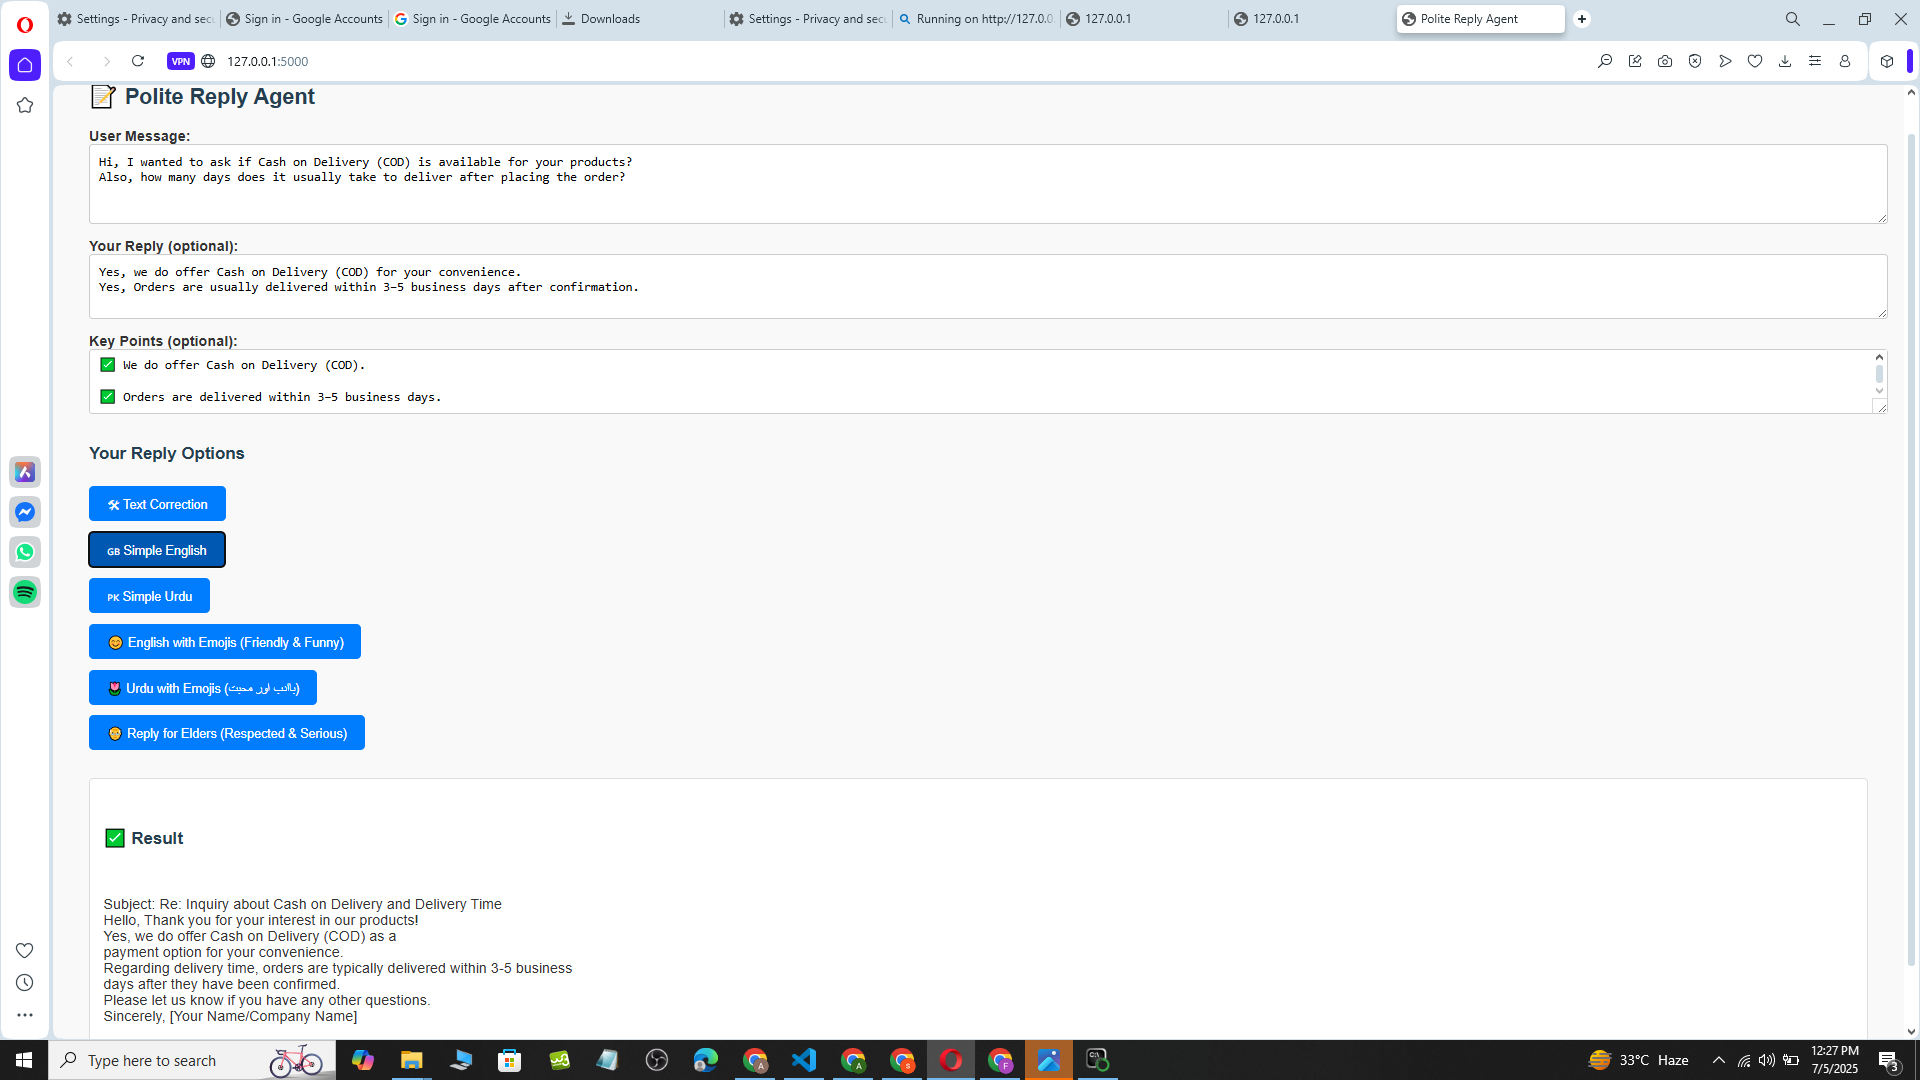 Settings - Privacy and sec
Sign in - Google Accounts
Sign in - Google Accounts
Downloads
Settings - Privacy and sec
Running on http://127.0.0.
127.0.0.1
127.0.0.1
Polite Reply Agent
VPN
127.0.0.1:5000
Polite Reply Agent
User Message:
Hi, I wanted to ask if Cash on Delivery (COD) is available for your products?
Also, how many days does it usually take to deliver after placing the order?
Your Reply (optional):
Yes, we do offer Cash on Delivery (COD) for your convenience.
Yes, Orders are usually delivered within 3–5 business days after confirmation.
Key Points (optional):
✅ We do offer Cash on Delivery (COD).
✅ Orders are delivered within 3–5 business days.
Your Reply Options
🛠 Text Correction
GB Simple English
PK Simple Urdu
😊 English with Emojis (Friendly & Funny)
🌷 Urdu with Emojis (باادب اور محبت)
👴 Reply for Elders (Respected & Serious)
✅ Result
Subject: Re: Inquiry about Cash on Delivery and Delivery Time
Hello, Thank you for your interest in our products!
Yes, we do offer Cash on Delivery (COD) as a
payment option for your convenience.
Regarding delivery time, orders are typically delivered within 3-5 business
days after they have been confirmed.
Please let us know if you have any other questions.
Sincerely, [Your Name/Company Name]
Type here to search
33°C Haze
12:27 PM
7/5/2025
3